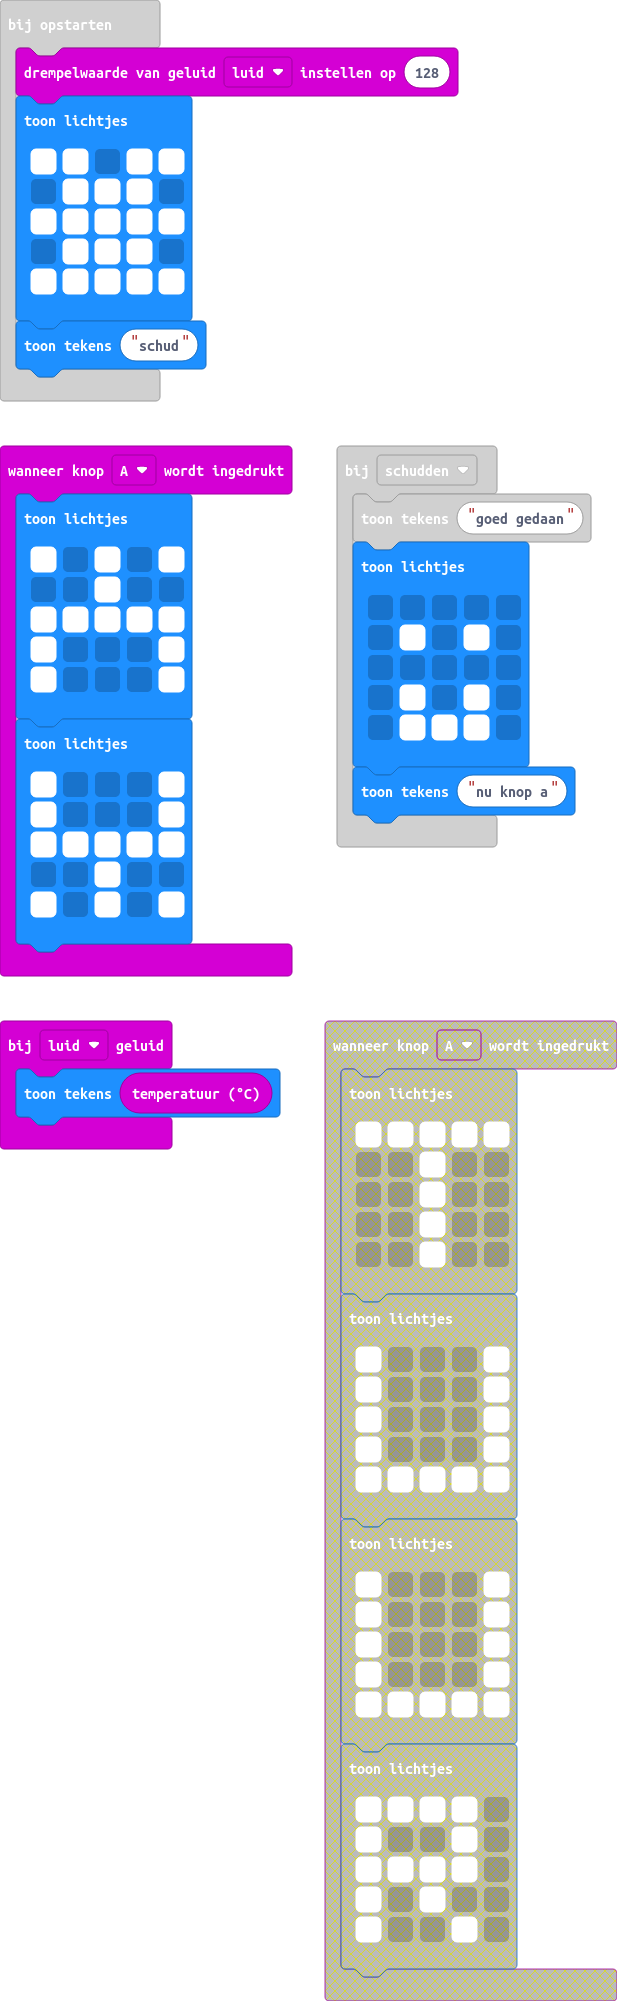 bij opstarten
drempelwaarde van geluid luid instellen op 128
toon lichtjes
toon tekens "schud"
wanneer knop A wordt ingedrukt
toon lichtjes
toon lichtjes
bij schudden
toon tekens "goed gedaan"
toon lichtjes
toon tekens "nu knop a"
bij luid geluid
toon tekens temperatuur (°C)
wanneer knop A wordt ingedrukt
toon lichtjes
toon lichtjes
toon lichtjes
toon lichtjes